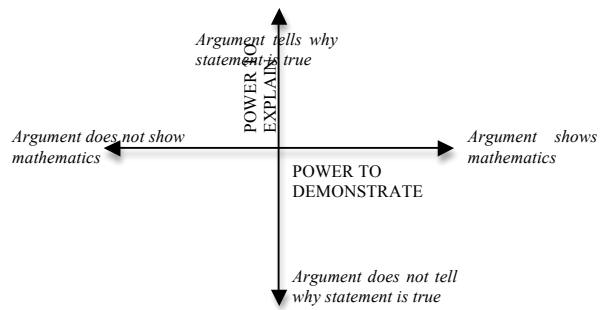 Argument tells why
statement is true
POWER TO
EXPLAIN
Argument does not show
mathematics
Argument shows
mathematics
POWER TO
DEMONSTRATE
Argument does not tell
why statement is true